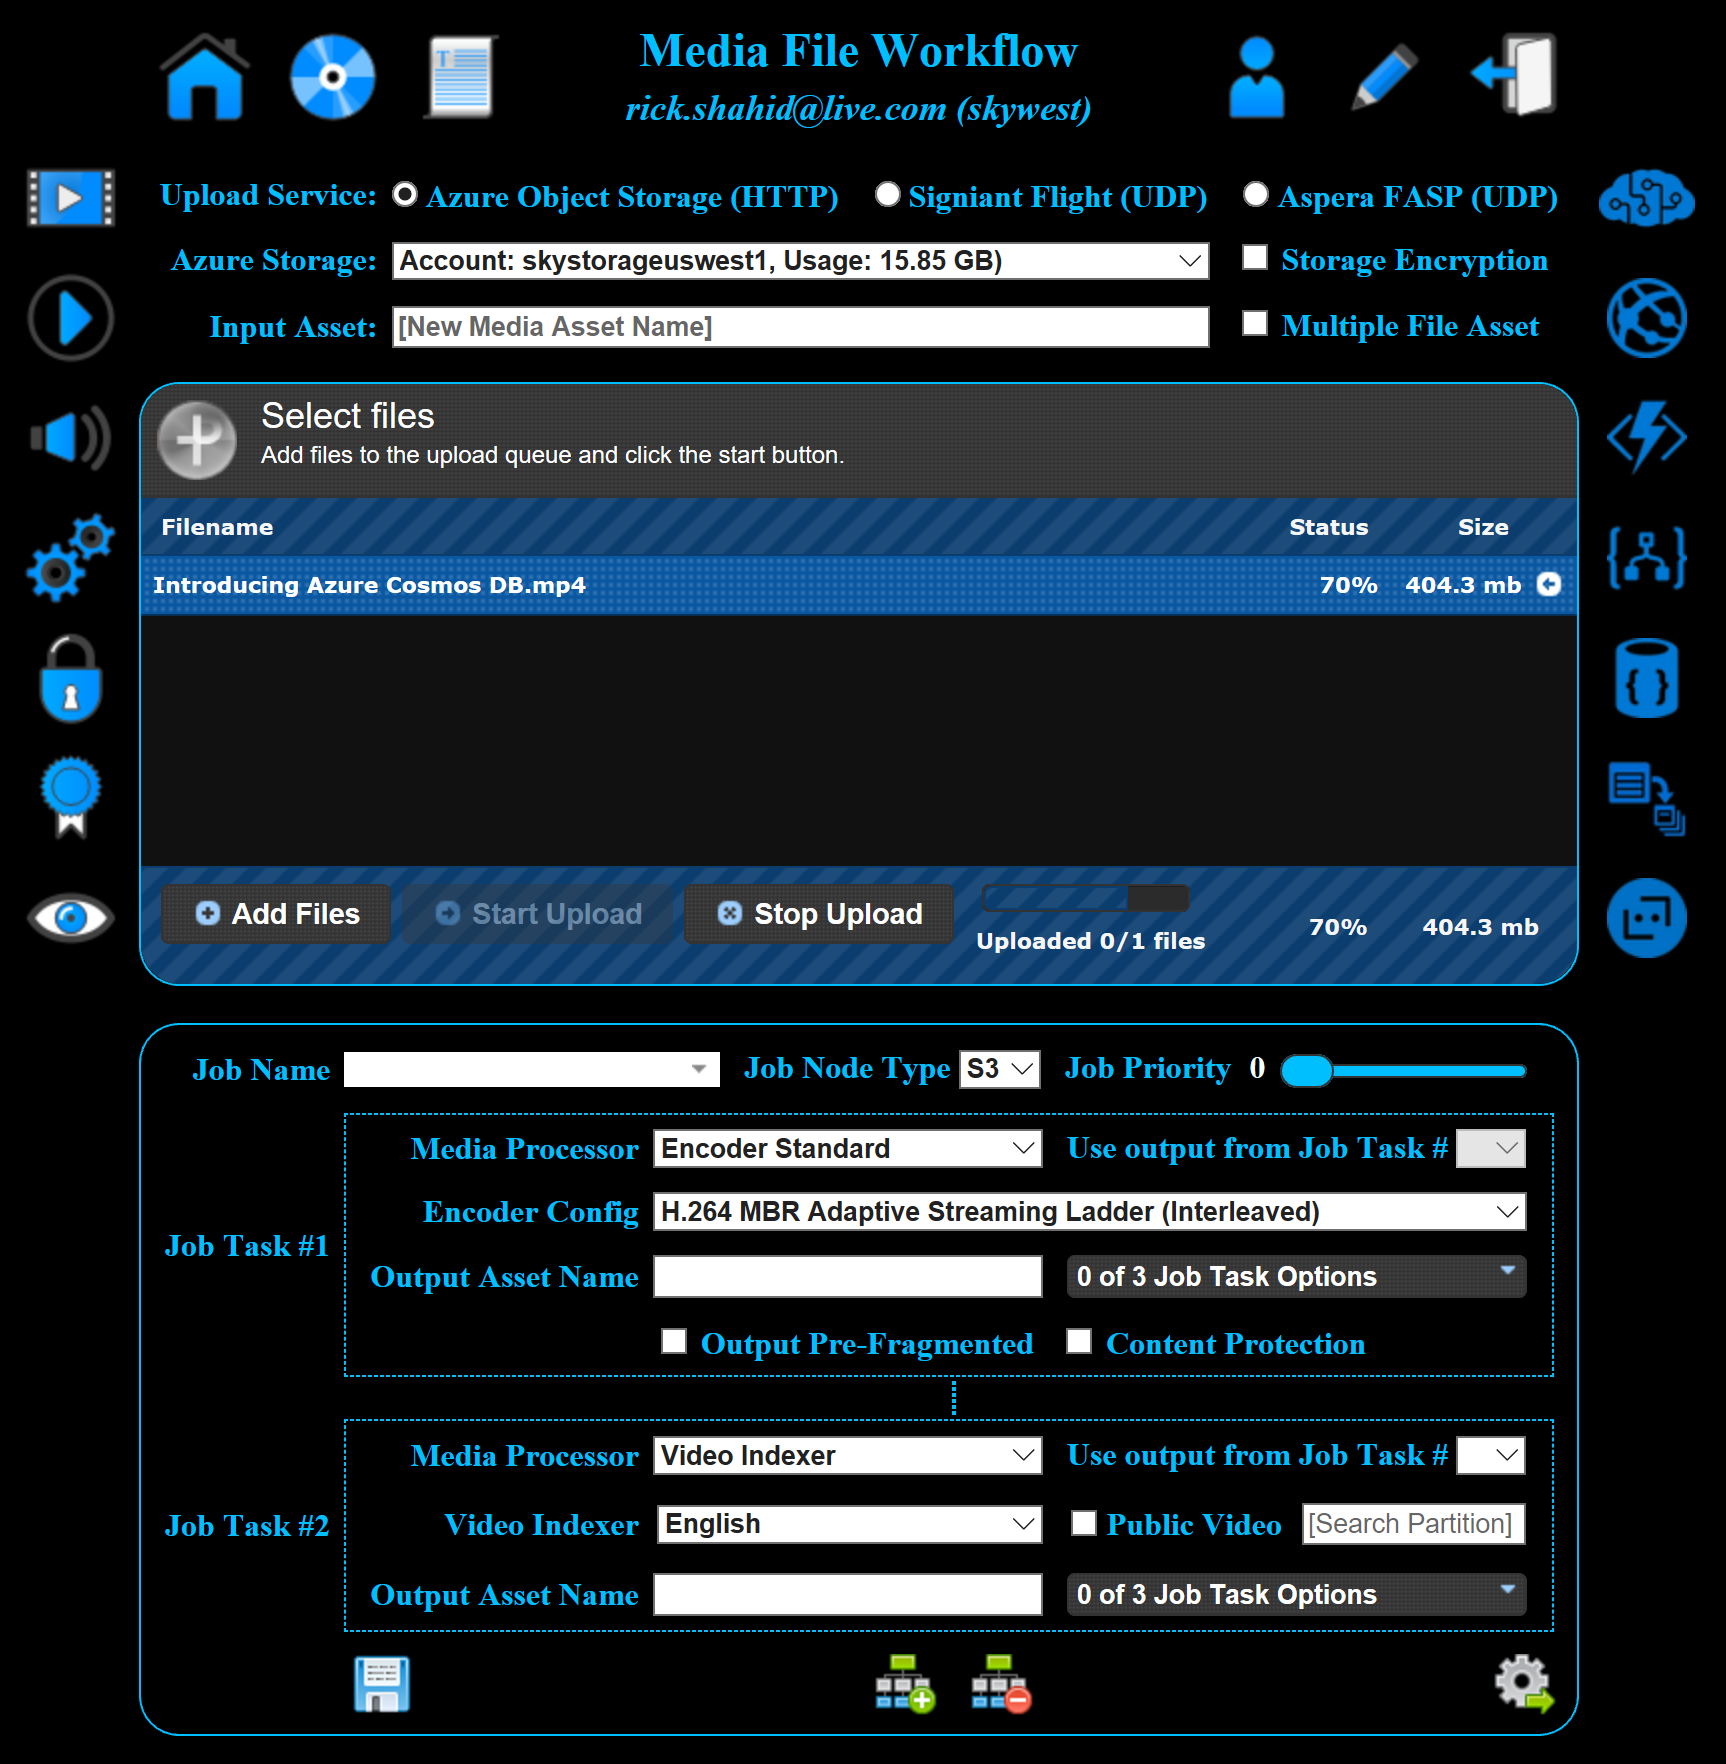 Media File Workflow
rick.shahid@live.com (skywest)
Upload Service: Azure Object Storage (HTTP) Signiant Flight (UDP) Aspera FASP (UDP)
Azure Storage: Account: skystorageuswest1, Usage: 15.85 GB) Storage Encryption
Input Asset: [New Media Asset Name] Multiple File Asset
Select files
Add files to the upload queue and click the start button.
Filename Status Size
Introducing Azure Cosmos DB.mp4 70% 404.3 mb
Add Files Start Upload Stop Upload
Uploaded 0/1 files 70% 404.3 mb
Job Name Job Node Type S3 Job Priority 0
Media Processor Encoder Standard Use output from Job Task #
Encoder Config H.264 MBR Adaptive Streaming Ladder (Interleaved)
Job Task #1
Output Asset Name 0 of 3 Job Task Options
Output Pre-Fragmented Content Protection
Media Processor Video Indexer Use output from Job Task #
Job Task #2 Video Indexer English Public Video [Search Partition]
Output Asset Name 0 of 3 Job Task Options